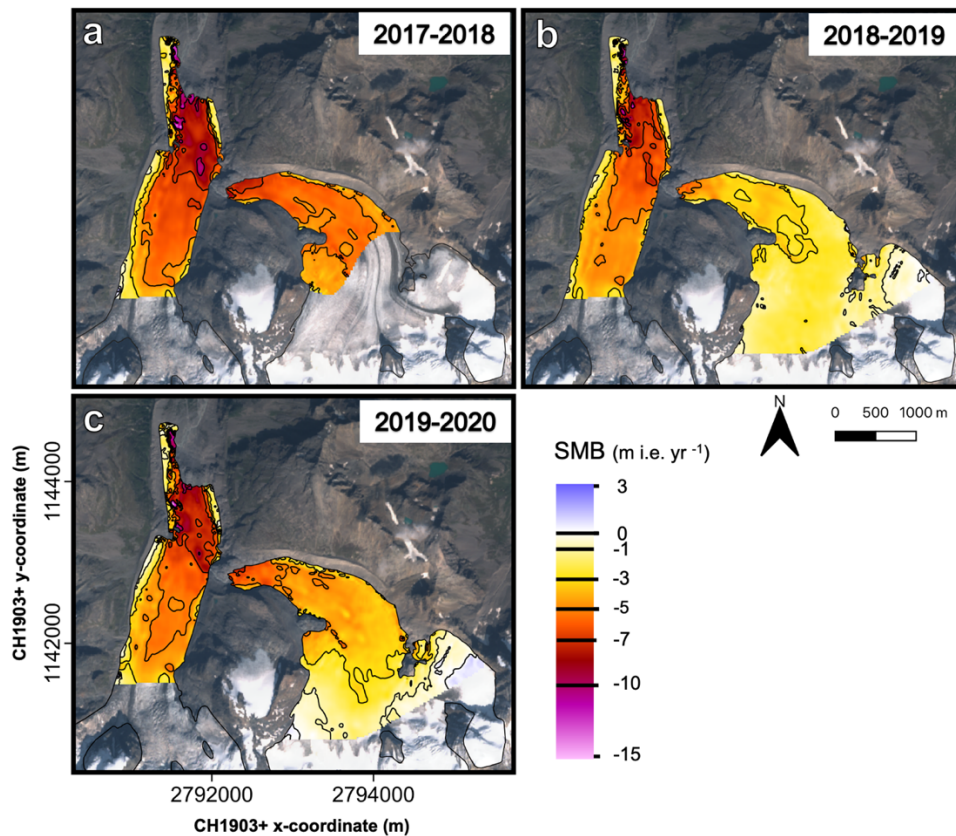 a
2017-2018
b
2018-2019
c
2019-2020
N
0 500 1000 m
SMB (m i.e. yr -1)
3
0
-1
-3
-5
-7
-10
-15
CH1903+ y-coordinate (m)
1144000
1142000
2792000 2794000
CH1903+ x-coordinate (m)